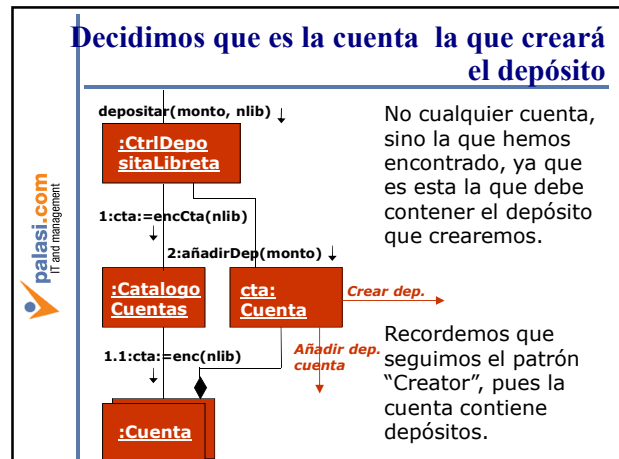 Decidimos que es la cuenta la que creará
el depósito
depositar(monto, nlib)
:CtrlDepo
sitaLibreta
1:cta:=encCta(nlib)
2:añadirDep(monto)
:Catalogo
Cuentas
cta:
Cuenta
Crear dep.
Añadir dep.
cuenta
1.1:cta:=enc(nlib)
:Cuenta
No cualquier cuenta,
sino la que hemos
encontrado, ya que
es esta la que debe
contener el depósito
que crearemos.
Recordemos que
seguimos el patrón
“Creator”, pues la
cuenta contiene
depósitos.
palasi.com
IT and management